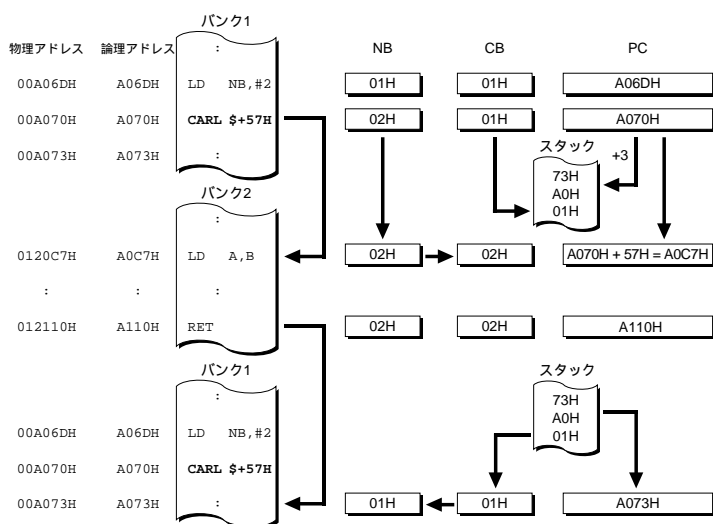 バンク1
物理アドレス 論理アドレス : NB CB PC
00A06DH A06DH LD NB,#2 01H 01H A06DH
00A070H A070H CARL $+57H 02H 01H A070H
スタック +3
00A073H A073H : 73H
A0H
01H
バンク2
:
0120C7H A0C7H LD A,B 02H 02H A070H + 57H = A0C7H
: : :
012110H A110H RET 02H 02H A110H
バンク1 スタック
: 73H
A0H
00A06DH A06DH LD NB,#2 01H
00A070H A070H CARL $+57H
00A073H A073H : 01H 01H A073H